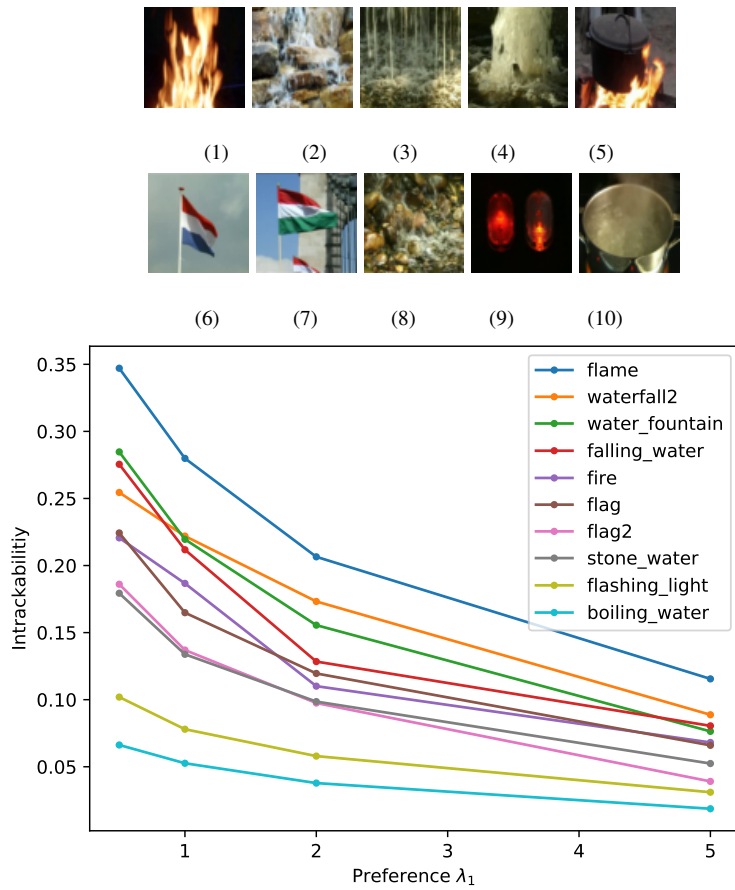 (1) (2) (3) (4) (5)
(6) (7) (8) (9) (10)
0.35
0.30
0.25
0.20
0.15
0.10
0.05
Intrackabilitiy
flame
waterfall2
water_fountain
falling_water
fire
flag
flag2
stone_water
flashing_light
boiling_water
1 2 3 4 5
Preference λ₁